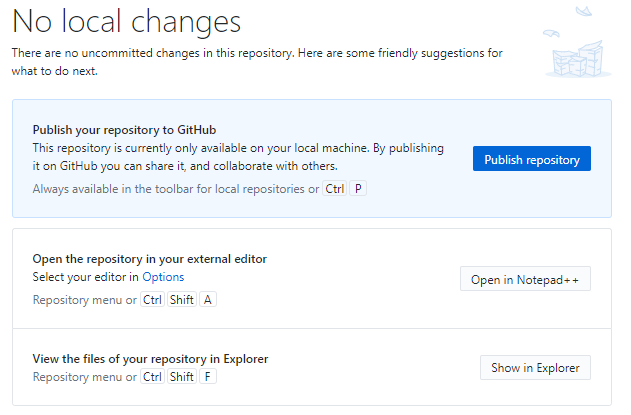 No local changes
There are no uncommitted changes in this repository. Here are some friendly suggestions for
what to do next.
Publish your repository to GitHub
This repository is currently only available on your local machine. By publishing
it on GitHub you can share it, and collaborate with others.
Always available in the toolbar for local repositories or Ctrl P
Publish repository
Open the repository in your external editor
Select your editor in Options
Repository menu or Ctrl Shift A
Open in Notepad++
View the files of your repository in Explorer
Repository menu or Ctrl Shift F
Show in Explorer